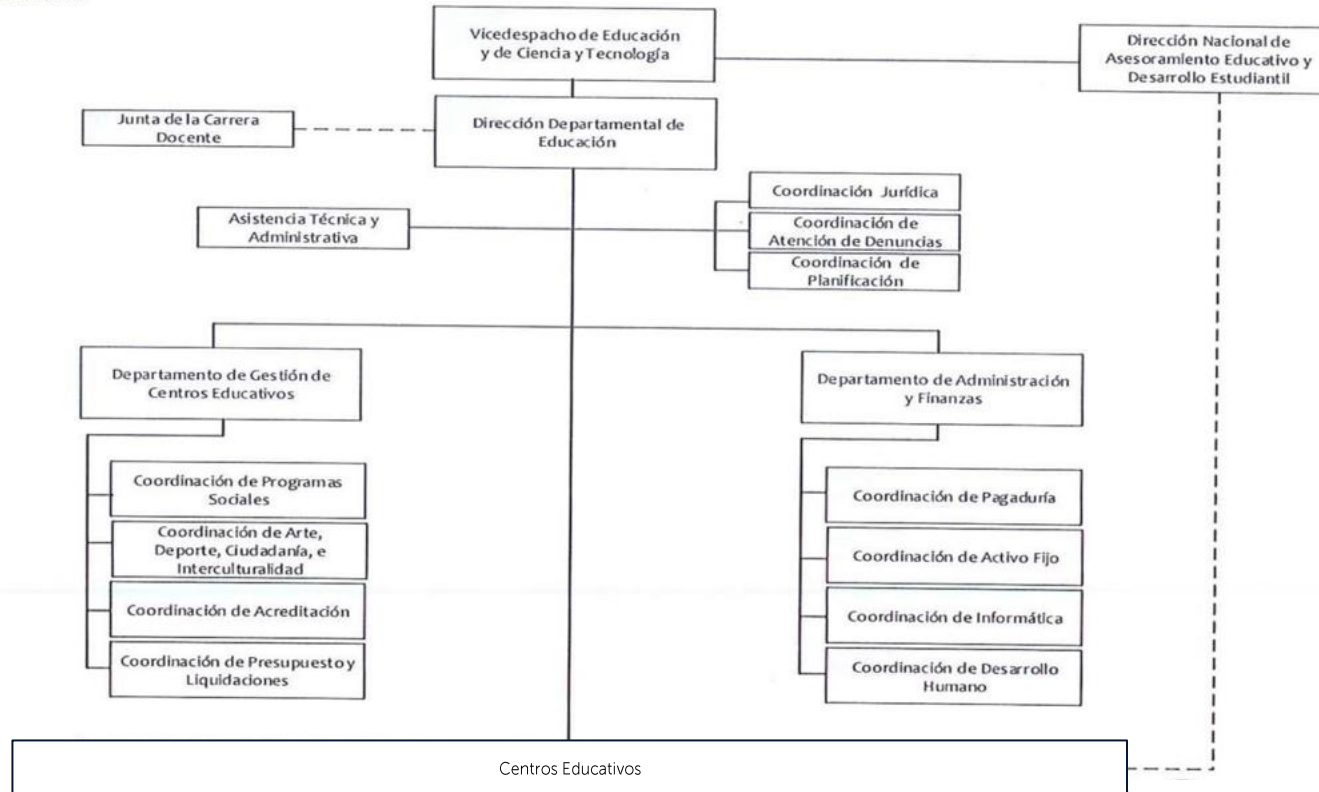 Vicedespacho de Educación
y de Ciencia y Tecnología
Dirección Nacional de
Asesoramiento Educativo y
Desarrollo Estudiantil
Junta de la Carrera
Docente
Dirección Departamental de
Educación
Asistencia Técnica y
Administrativa
Coordinación Jurídica
Coordinación de
Atención de Denuncias
Coordinación de
Planificación
Departamento de Gestión de
Centros Educativos
Departamento de Administración
y Finanzas
Coordinación de Programas
Sociales
Coordinación de Arte,
Deporte, Ciudadanía, e
Interculturalidad
Coordinación de Acreditación
Coordinación de Presupuesto y
Liquidaciones
Coordinación de Pagaduría
Coordinación de Activo Fijo
Coordinación de Informática
Coordinación de Desarrollo
Humano
Centros Educativos